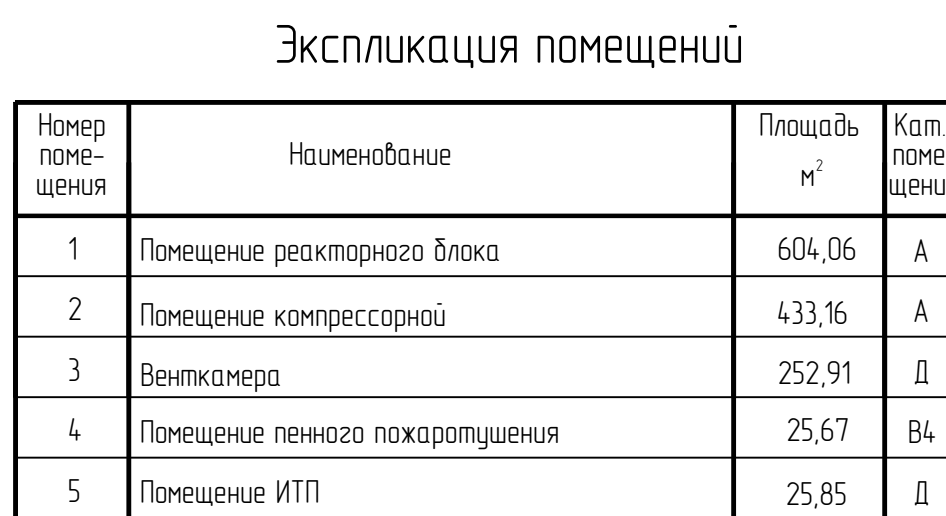 Экспликация помещений
Номер поме-щения Наименование Площадь м² Кат. поме щени
1 Помещение реакторного блока 604,06 А
2 Помещение компрессорной 433,16 А
3 Венткамера 252,91 Д
4 Помещение пенного пожаротушения 25,67 В4
5 Помещение ИТП 25,85 Д